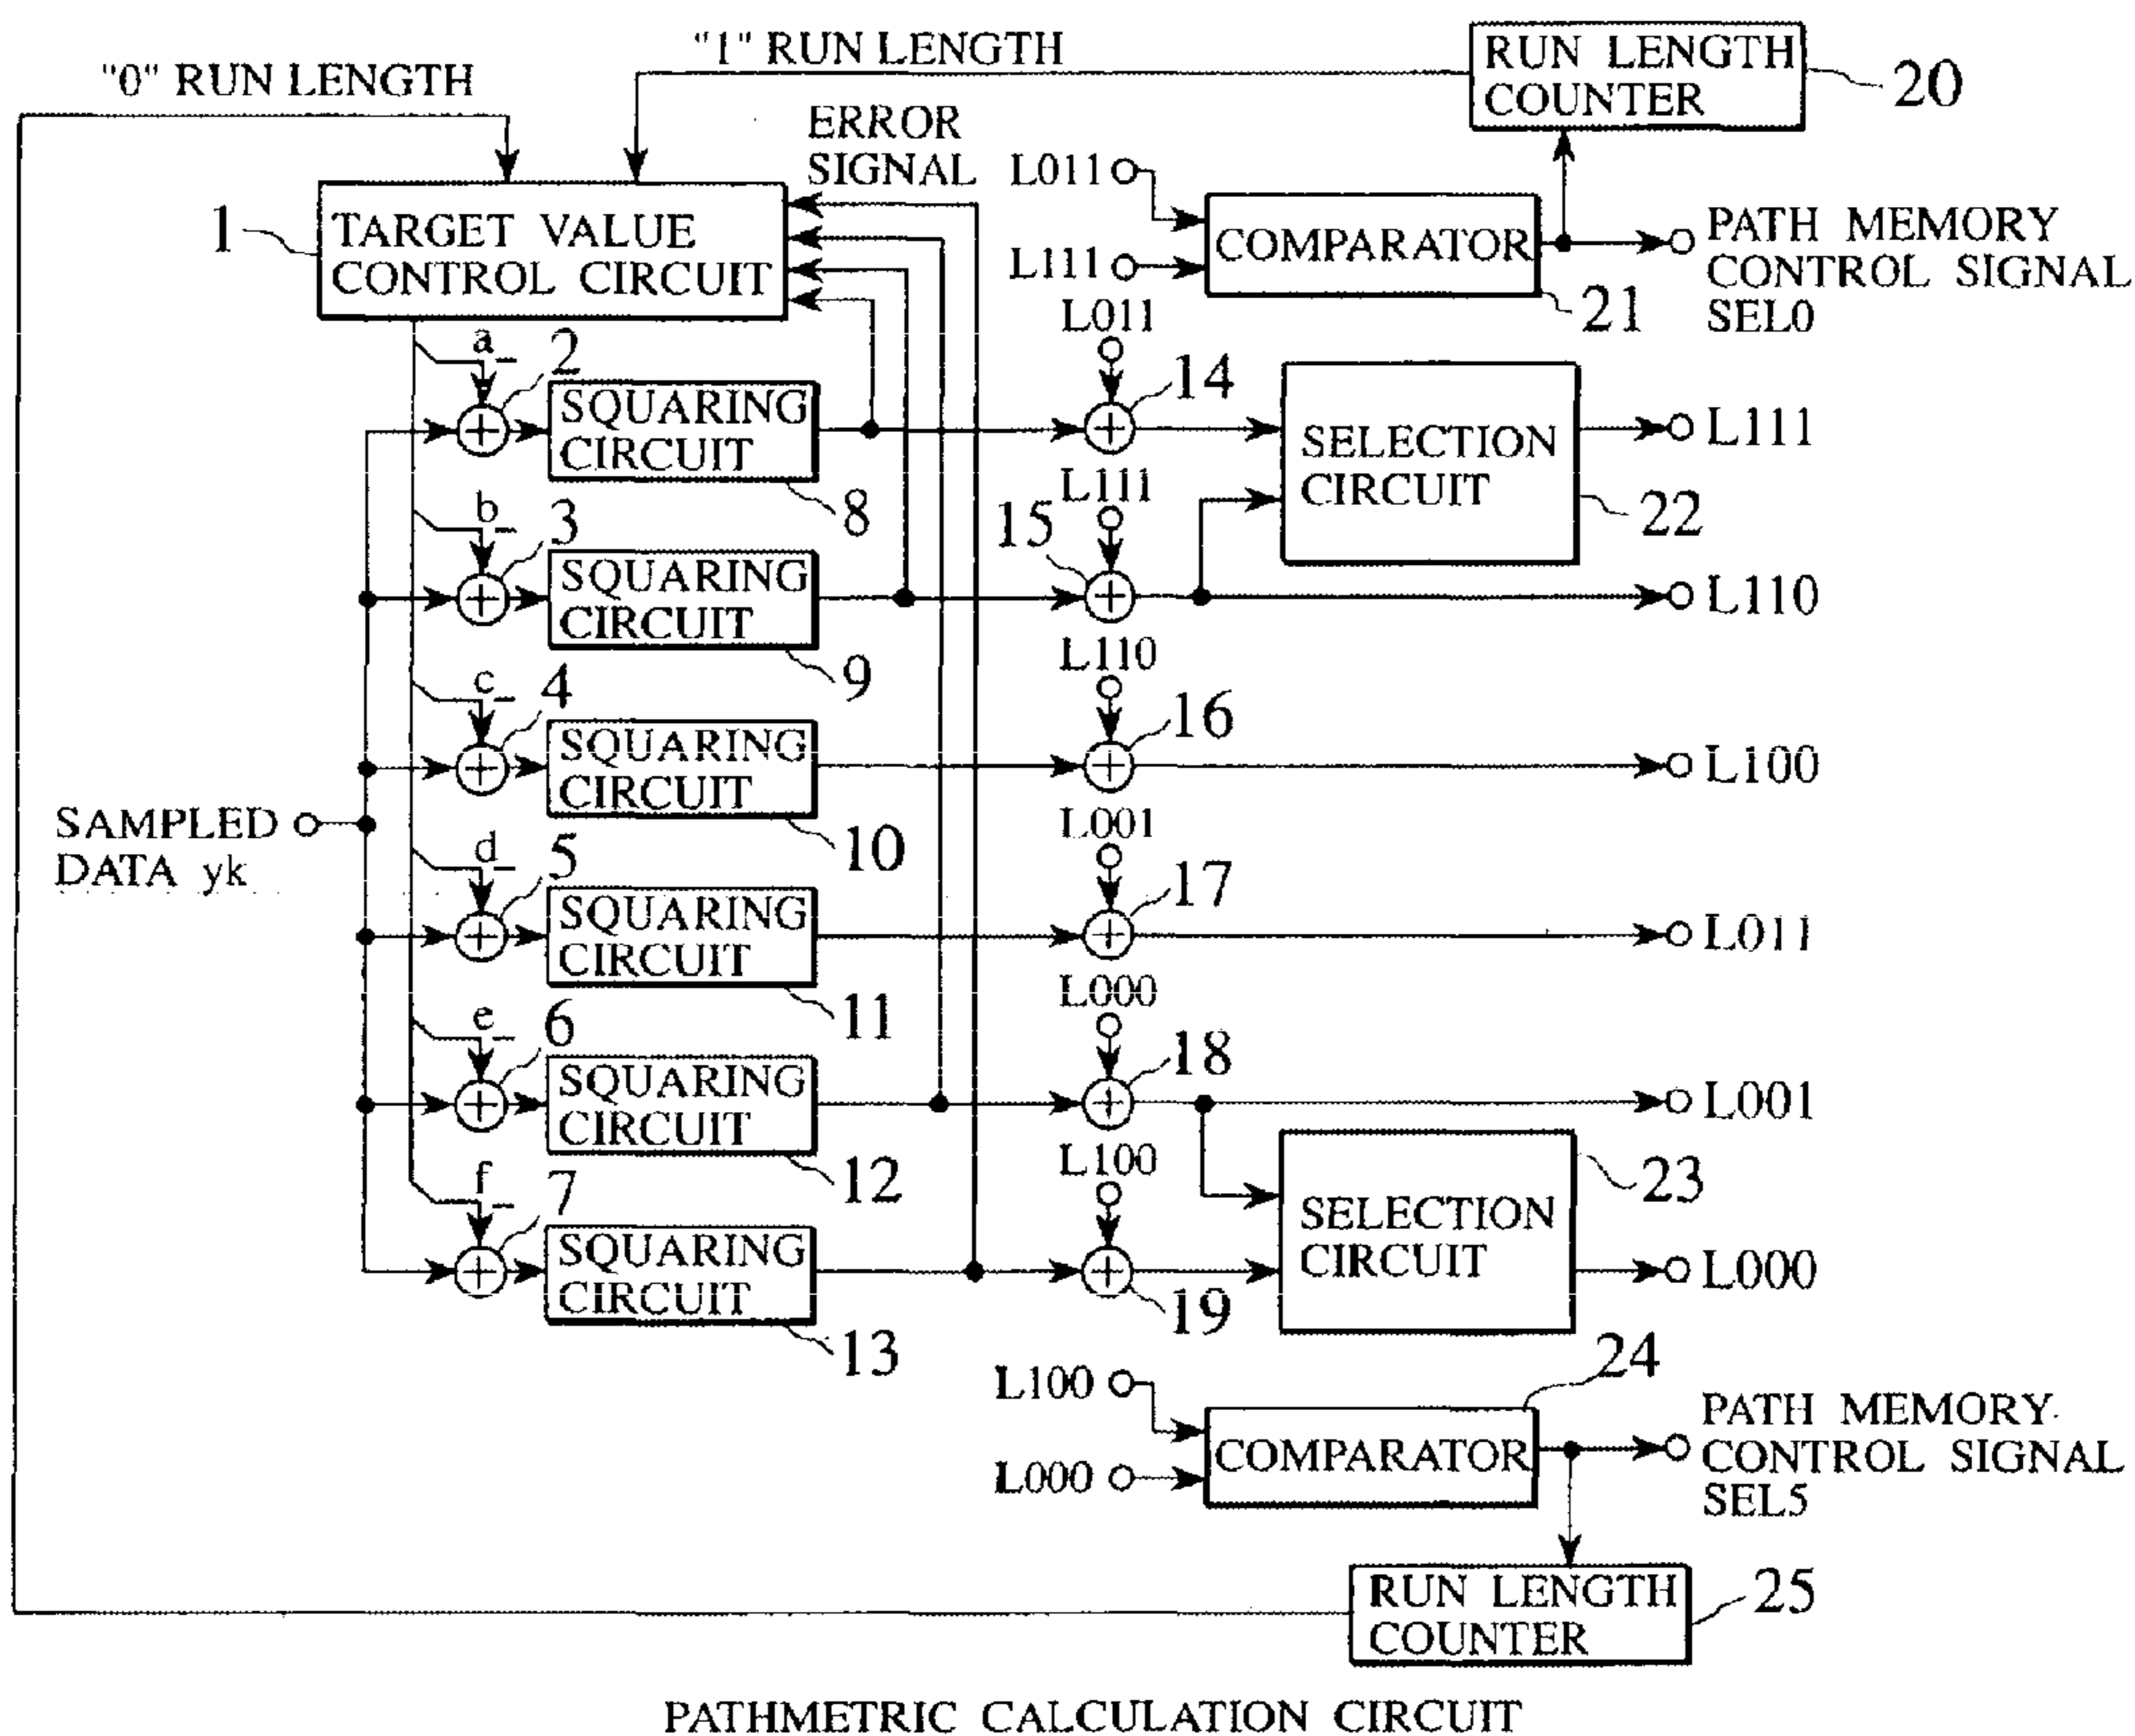 "1" RUN LENGTH
RUN LENGTH
COUNTER
20
"0" RUN LENGTH
ERROR
SIGNAL
L011
L111
COMPARATOR
21
PATH MEMORY
CONTROL SIGNAL
SEL0
1
TARGET VALUE
CONTROL CIRCUIT
a
2
SQUARING
CIRCUIT
8
L011
14
SELECTION
CIRCUIT
22
L111
b
3
SQUARING
CIRCUIT
9
L111
15
L110
c
4
SQUARING
CIRCUIT
10
L110
16
L100
SAMPLED
DATA yk
d
5
SQUARING
CIRCUIT
11
L001
17
L011
e
6
SQUARING
CIRCUIT
12
L000
18
L001
f
7
SQUARING
CIRCUIT
13
L100
19
SELECTION
CIRCUIT
23
L000
L100
L000
COMPARATOR
24
PATH MEMORY
CONTROL SIGNAL
SEL5
RUN LENGTH
COUNTER
25
PATHMETRIC CALCULATION CIRCUIT